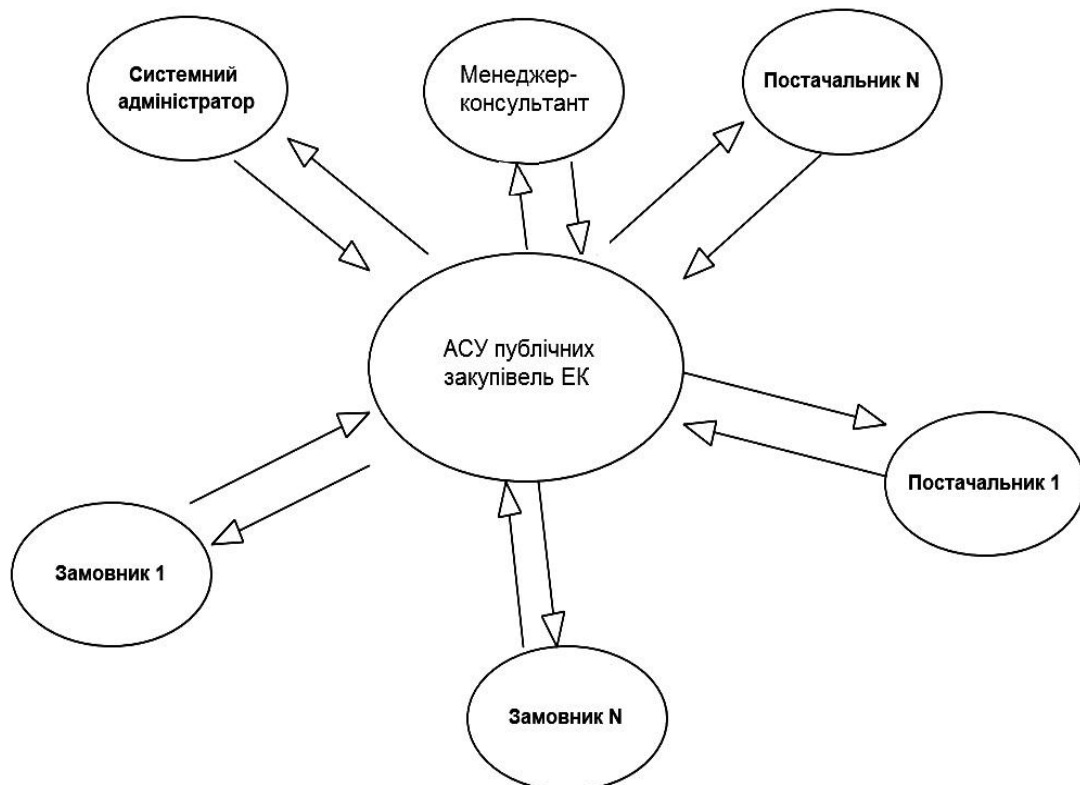 Системний
адміністратор
Менеджер-
консультант
Постачальник N
АСУ публічних
закупівель ЕК
Постачальник 1
Замовник 1
Замовник N